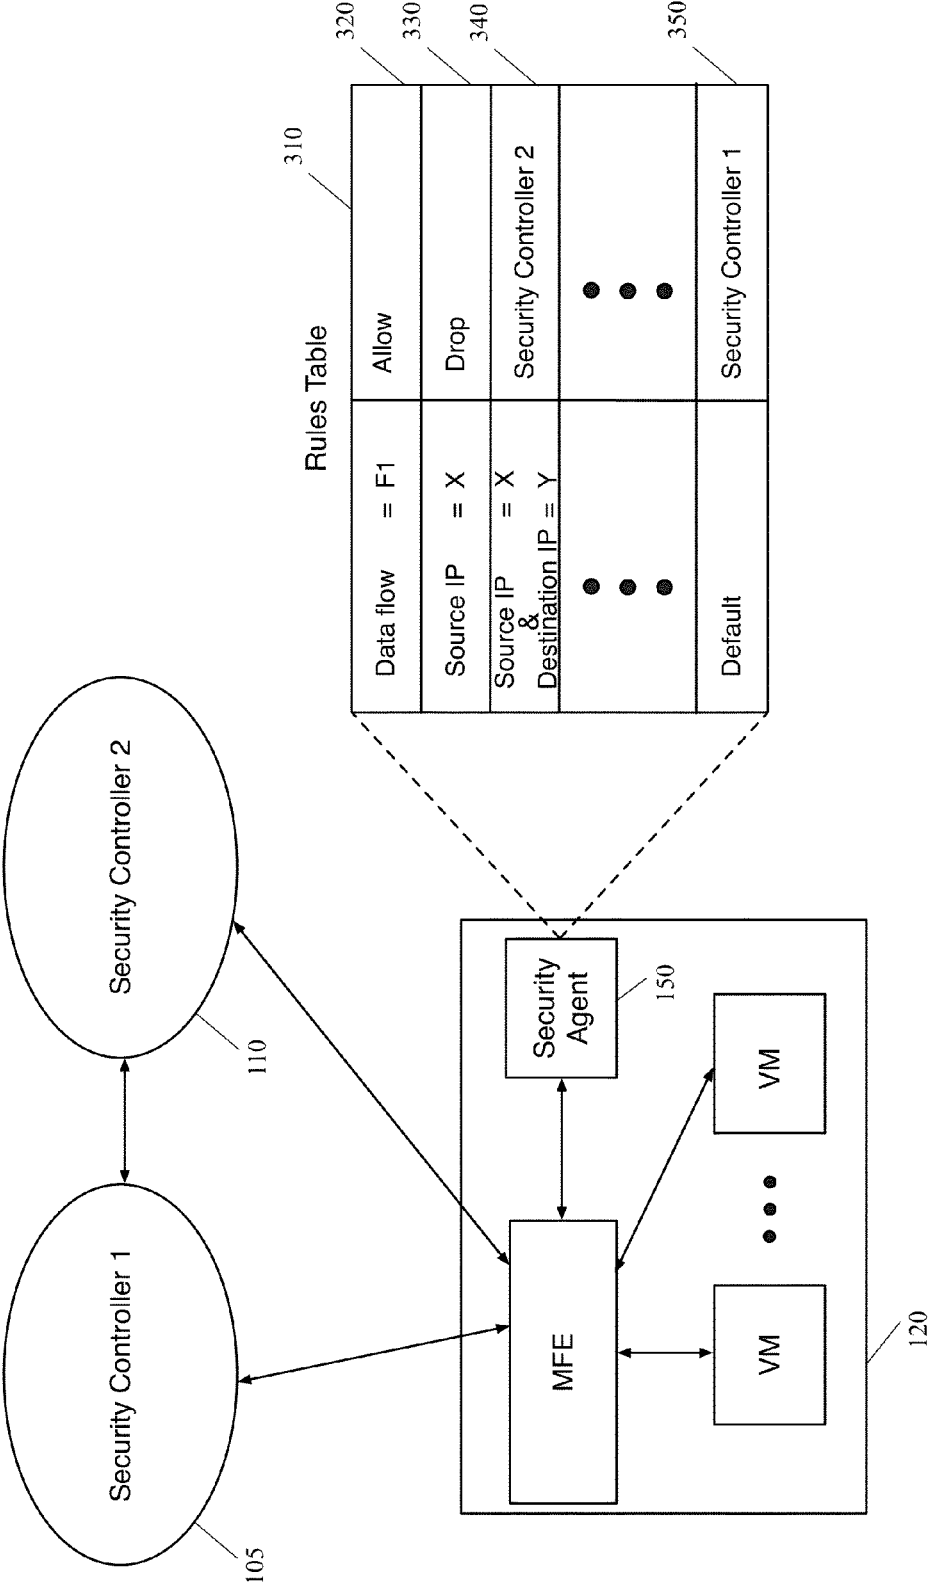 Security Controller 1
105
Security Controller 2
110
MFE
Security
Agent
150
VM
VM
120
Rules Table
310
Data flow = F1 Allow
320
Source IP = X Drop
330
Source IP = X
&
Destination IP = Y
Security Controller 2
340
Default Security Controller 1
350